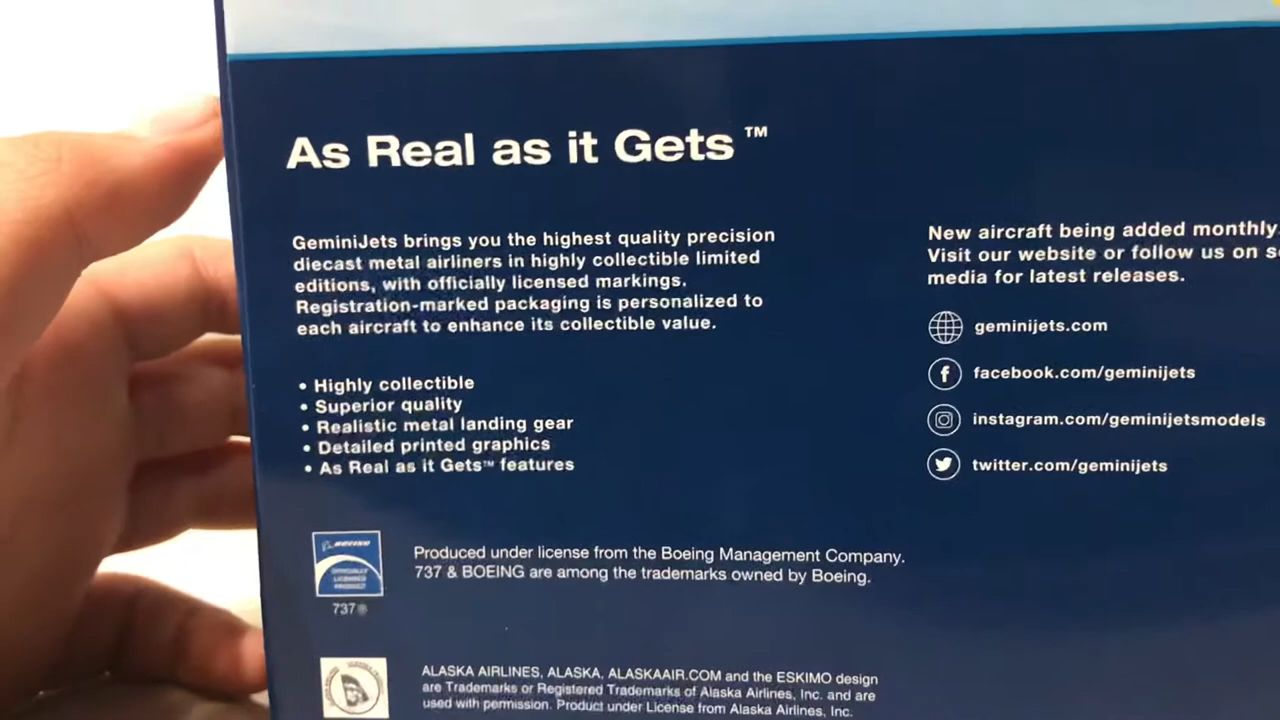 As Real as it Gets™
GeminiJets brings you the highest quality precision
diecast metal airliners in highly collectible limited
editions, with officially licensed markings.
Registration-marked packaging is personalized to
each aircraft to enhance its collectible value.
• Highly collectible
• Superior quality
• Realistic metal landing gear
• Detailed printed graphics
• As Real as it Gets™ features
New aircraft being added monthly.
Visit our website or follow us on
media for latest releases.
geminijets.com
facebook.com/geminijets
instagram.com/geminijetsmodels
twitter.com/geminijets
BOEING
OFFICIALLY
LICENSED
PRODUCT
737®
Produced under license from the Boeing Management Company.
737 & BOEING are among the trademarks owned by Boeing.
ALASKA AIRLINES, ALASKA, ALASKAAIR.COM and the ESKIMO design
are Trademarks or Registered Trademarks of Alaska Airlines, Inc. and are
used with permission. Product under License from Alaska Airlines, Inc.